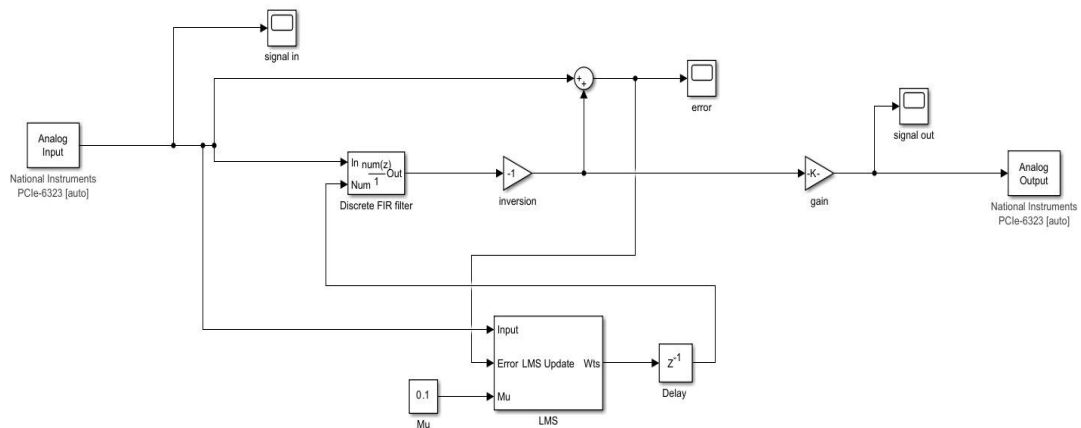 signal in
+
+
error
signal out
Analog
Input
National Instruments
PCIe-6323 [auto]
In
num(z)
1
Out
Num
Discrete FIR filter
-1
inversion
-K-
gain
Analog
Output
National Instruments
PCIe-6323 [auto]
Input
Error
LMS Update
Wts
Mu
LMS
Z-1
Delay
0.1
Mu